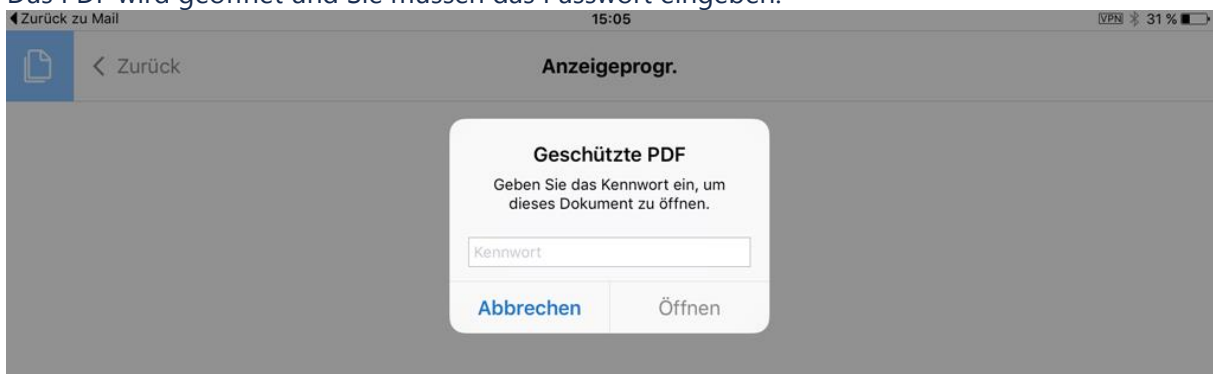 Das PDF wird geöffnet und Sie müssen das Passwort eingeben.
Zurück zu Mail 15:05 VPN 31 %
Zurück Anzeigeprogr.
Geschützte PDF
Geben Sie das Kennwort ein, um
dieses Dokument zu öffnen.
Kennwort
Abbrechen Öffnen